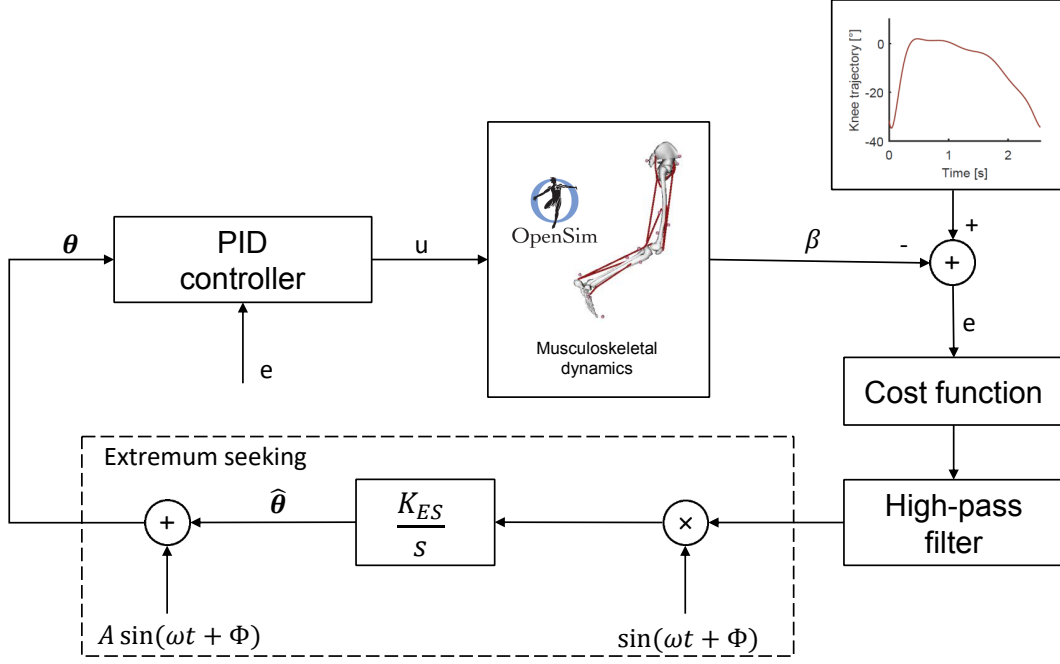 Knee trajectory [°]
0
-20
-40
0
1
2
Time [s]
θ
PID
controller
u
OpenSim
Musculoskeletal
dynamics
β
-
+
+
e
e
Cost function
Extremum seeking
High-pass
filter
+
θ̂
K_ES
s
×
A sin(ωt + Φ)
sin(ωt + Φ)